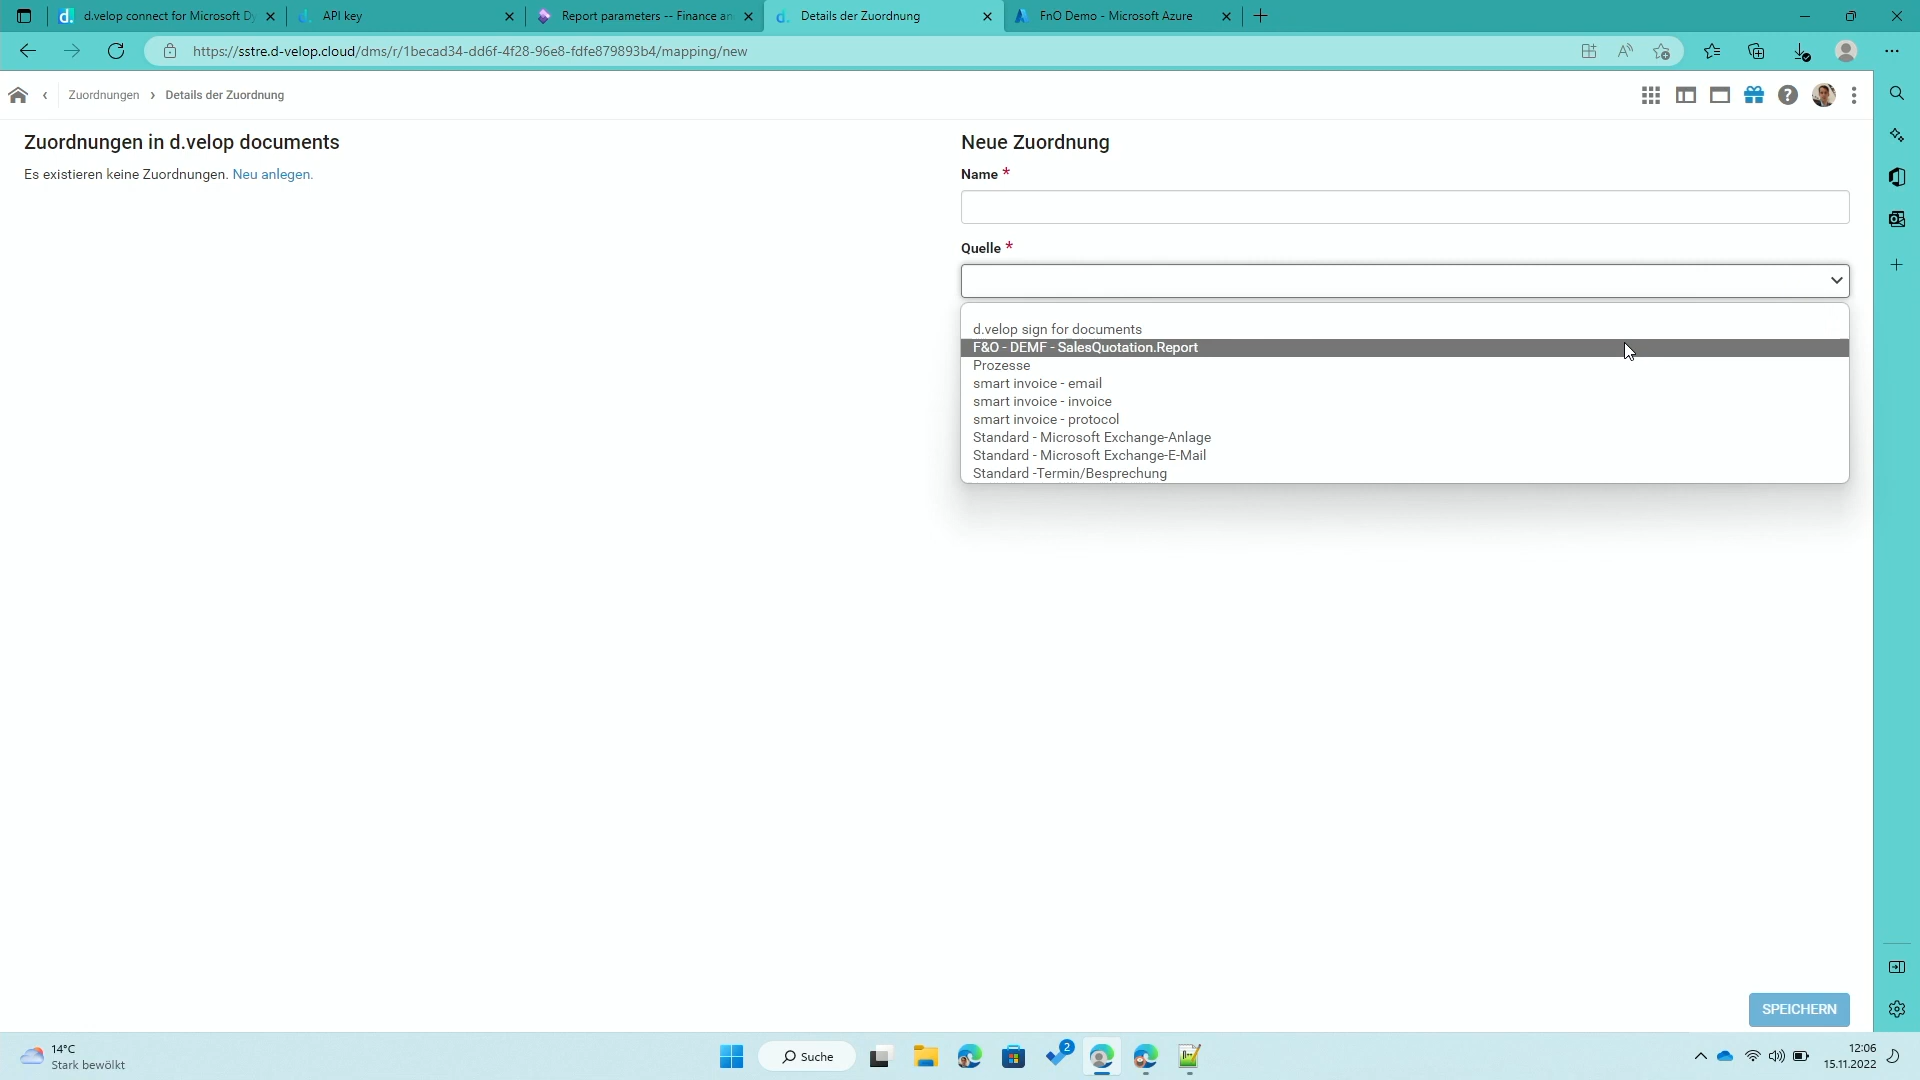 d.velop connect for Microsoft Dy
API key
Report parameters -- Finance an
Details der Zuordnung
FnO Demo - Microsoft Azure
https://sstre.d-velop.cloud/dms/r/1becad34-dd6f-4f28-96e8-fdfe879893b4/mapping/new
Zuordnungen
Details der Zuordnung
Zuordnungen in d.velop documents
Es existieren keine Zuordnungen. Neu anlegen.
Neue Zuordnung
Name *
Quelle *
d.velop sign for documents
F&O - DEMF - SalesQuotation.Report
Prozesse
smart invoice - email
smart invoice - invoice
smart invoice - protocol
Standard - Microsoft Exchange-Anlage
Standard - Microsoft Exchange-E-Mail
Standard -Termin/Besprechung
SPEICHERN
14°C
Stark bewölkt
Suche
2
12:06
15.11.2022